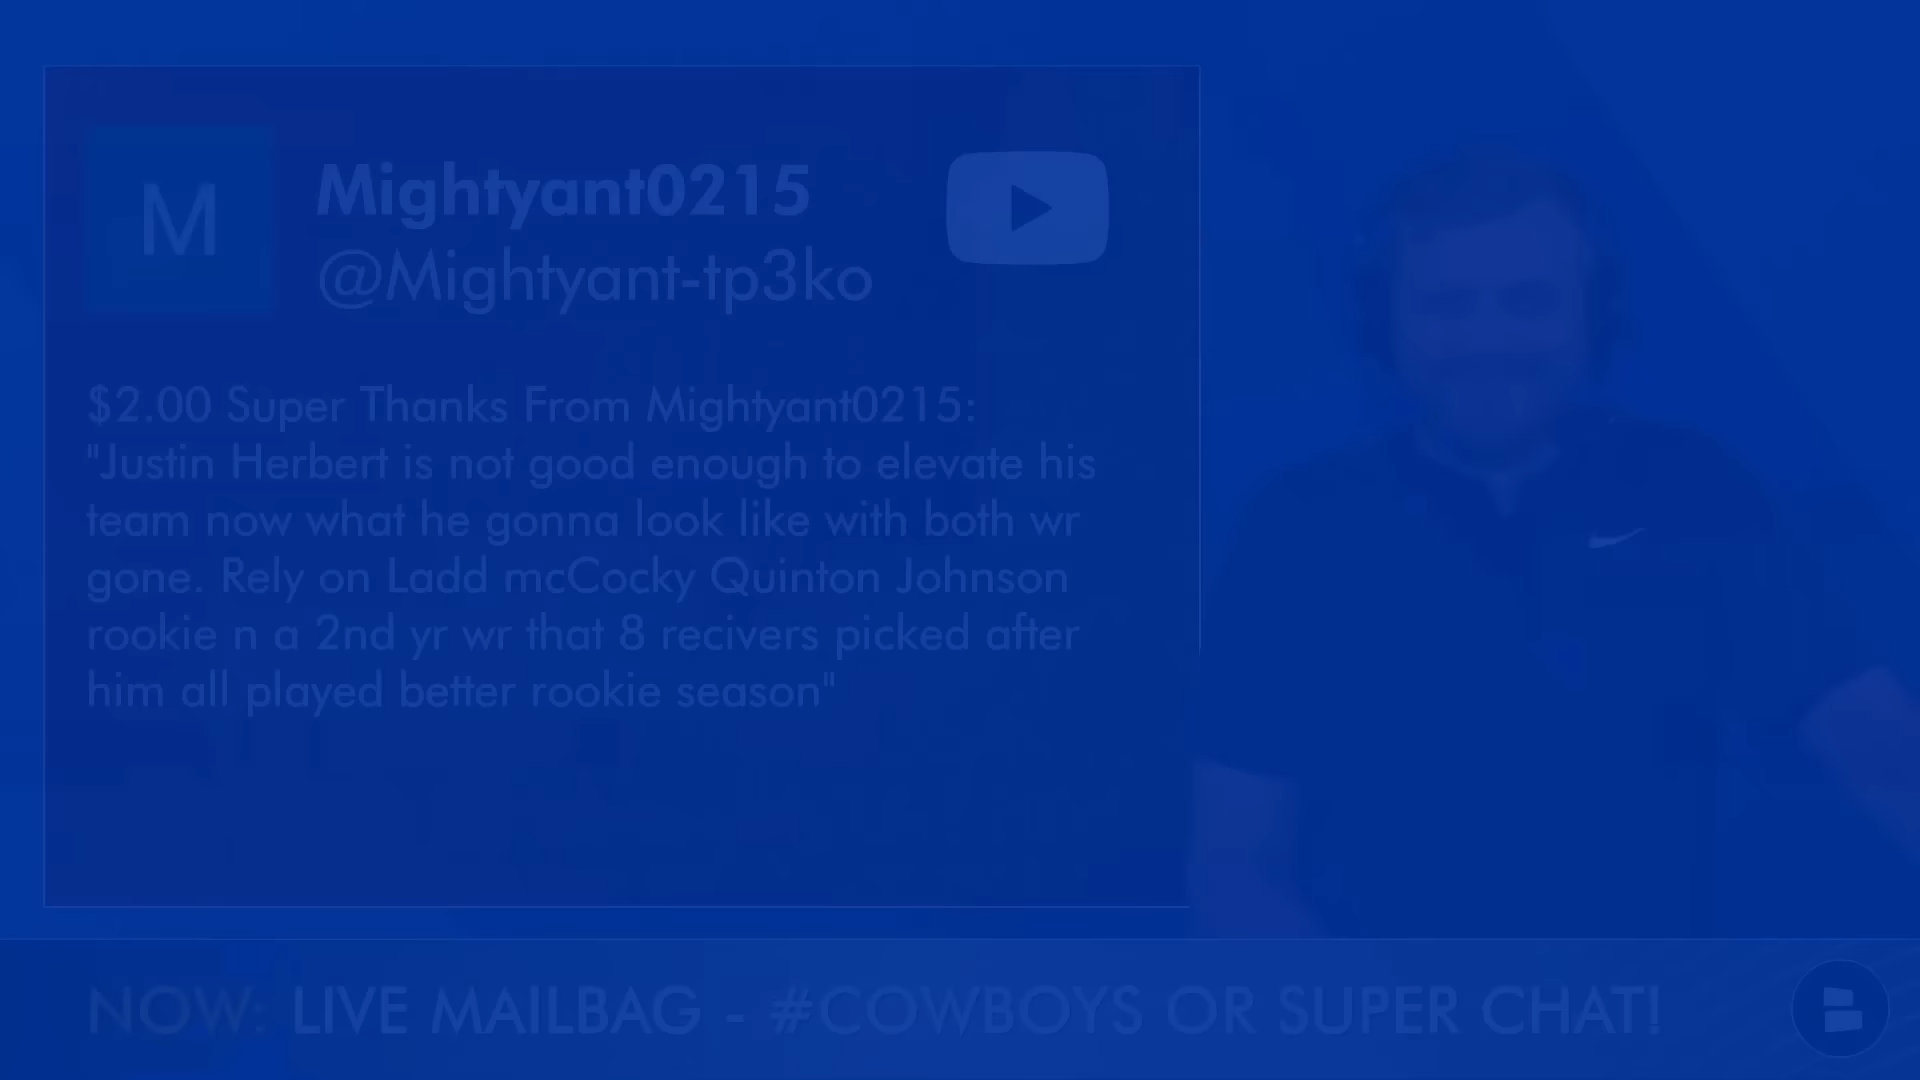 M
Mightyant0215
@Mightyant-tp3ko
$2.00 Super Thanks From Mightyant0215:
"Justin Herbert is not good enough to elevate his
team now what he gonna look like with both wr
gone. Rely on Ladd mcCocky Quinton Johnson
rookie n a 2nd yr wr that 8 recivers picked after
him all played better rookie season"
NOW: LIVE MAILBAG - #COWBOYS OR SUPER CHAT!